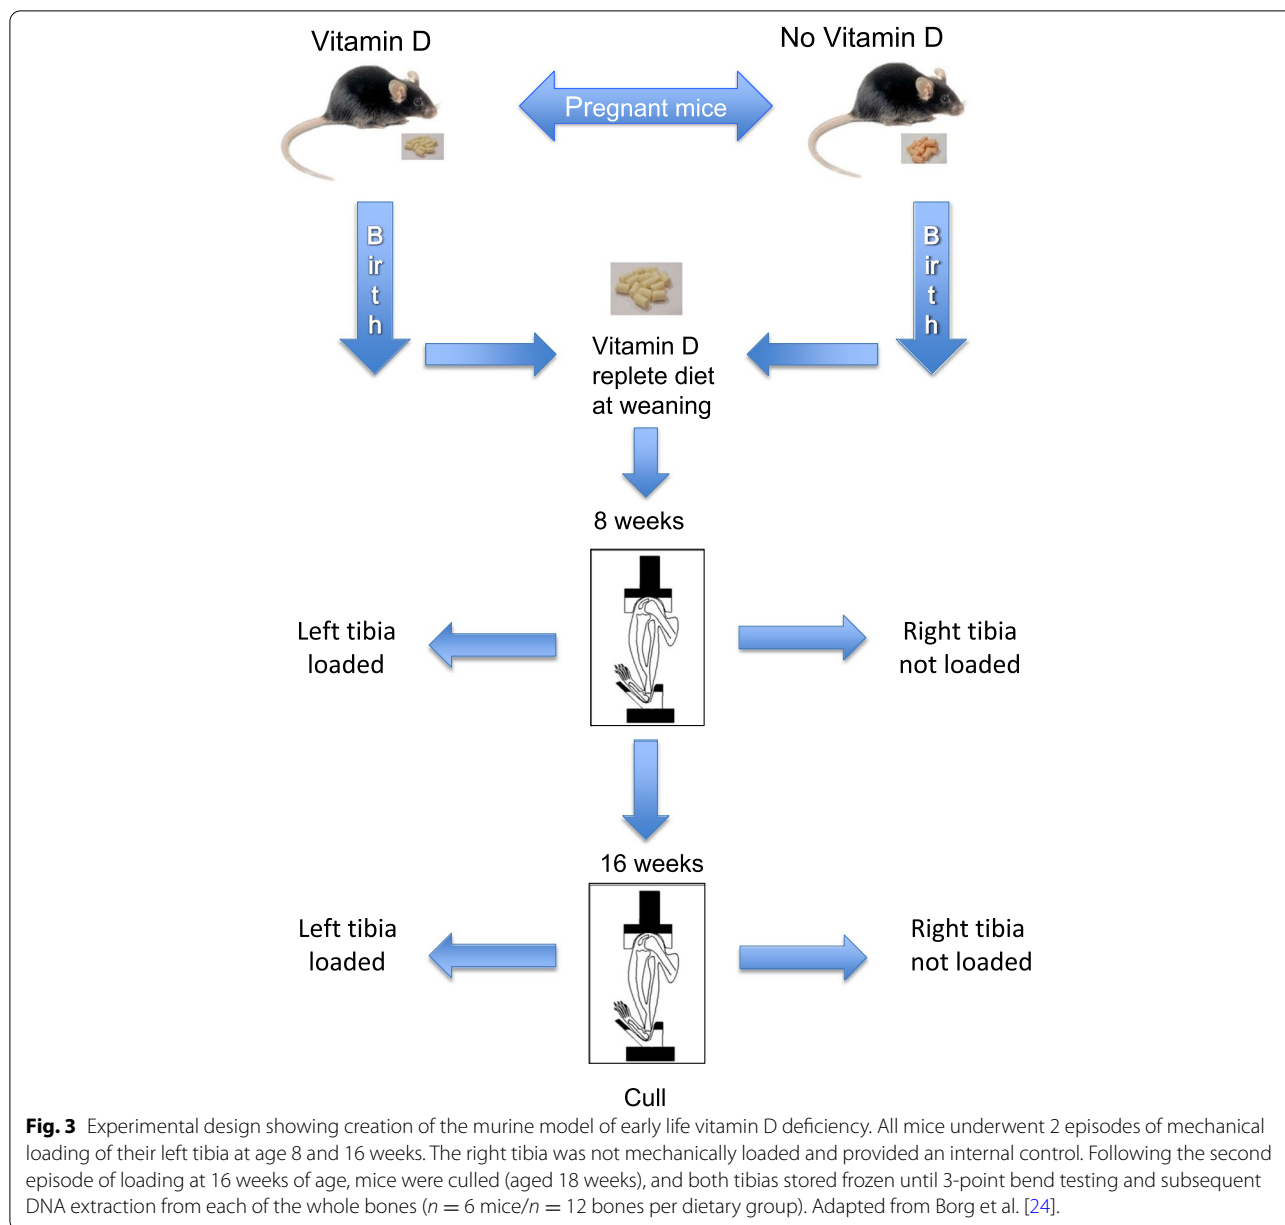 Vitamin D
No Vitamin D
Pregnant mice
B
ir
t
h
B
ir
t
h
Vitamin D
replete diet
at weaning
8 weeks
Left tibia
loaded
Right tibia
not loaded
16 weeks
Left tibia
loaded
Right tibia
not loaded
Cull
Fig. 3 Experimental design showing creation of the murine model of early life vitamin D deficiency. All mice underwent 2 episodes of mechanical
loading of their left tibia at age 8 and 16 weeks. The right tibia was not mechanically loaded and provided an internal control. Following the second
episode of loading at 16 weeks of age, mice were culled (aged 18 weeks), and both tibias stored frozen until 3-point bend testing and subsequent
DNA extraction from each of the whole bones (n = 6 mice/n = 12 bones per dietary group). Adapted from Borg et al. [24].